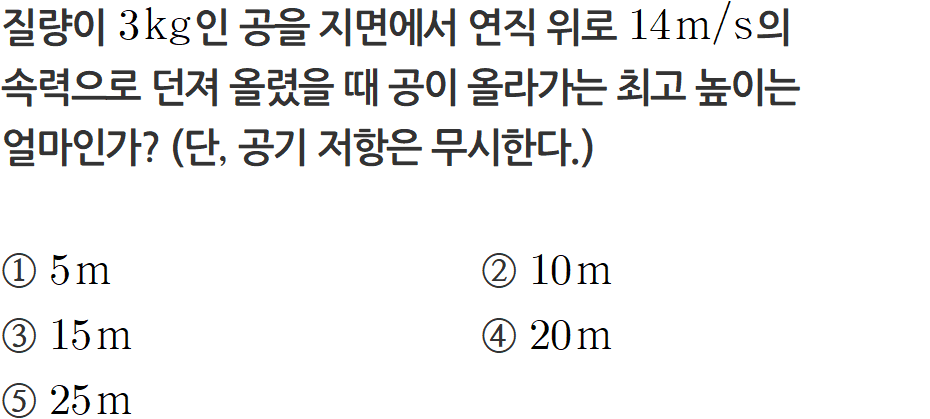 질량이 3kg인 공을 지면에서 연직 위로 14m/s의
속력으로 던져 올렸을 때 공이 올라가는 최고 높이는
얼마인가? (단, 공기 저항은 무시한다.)
① 5m ② 10m
③ 15m ④ 20m
⑤ 25m